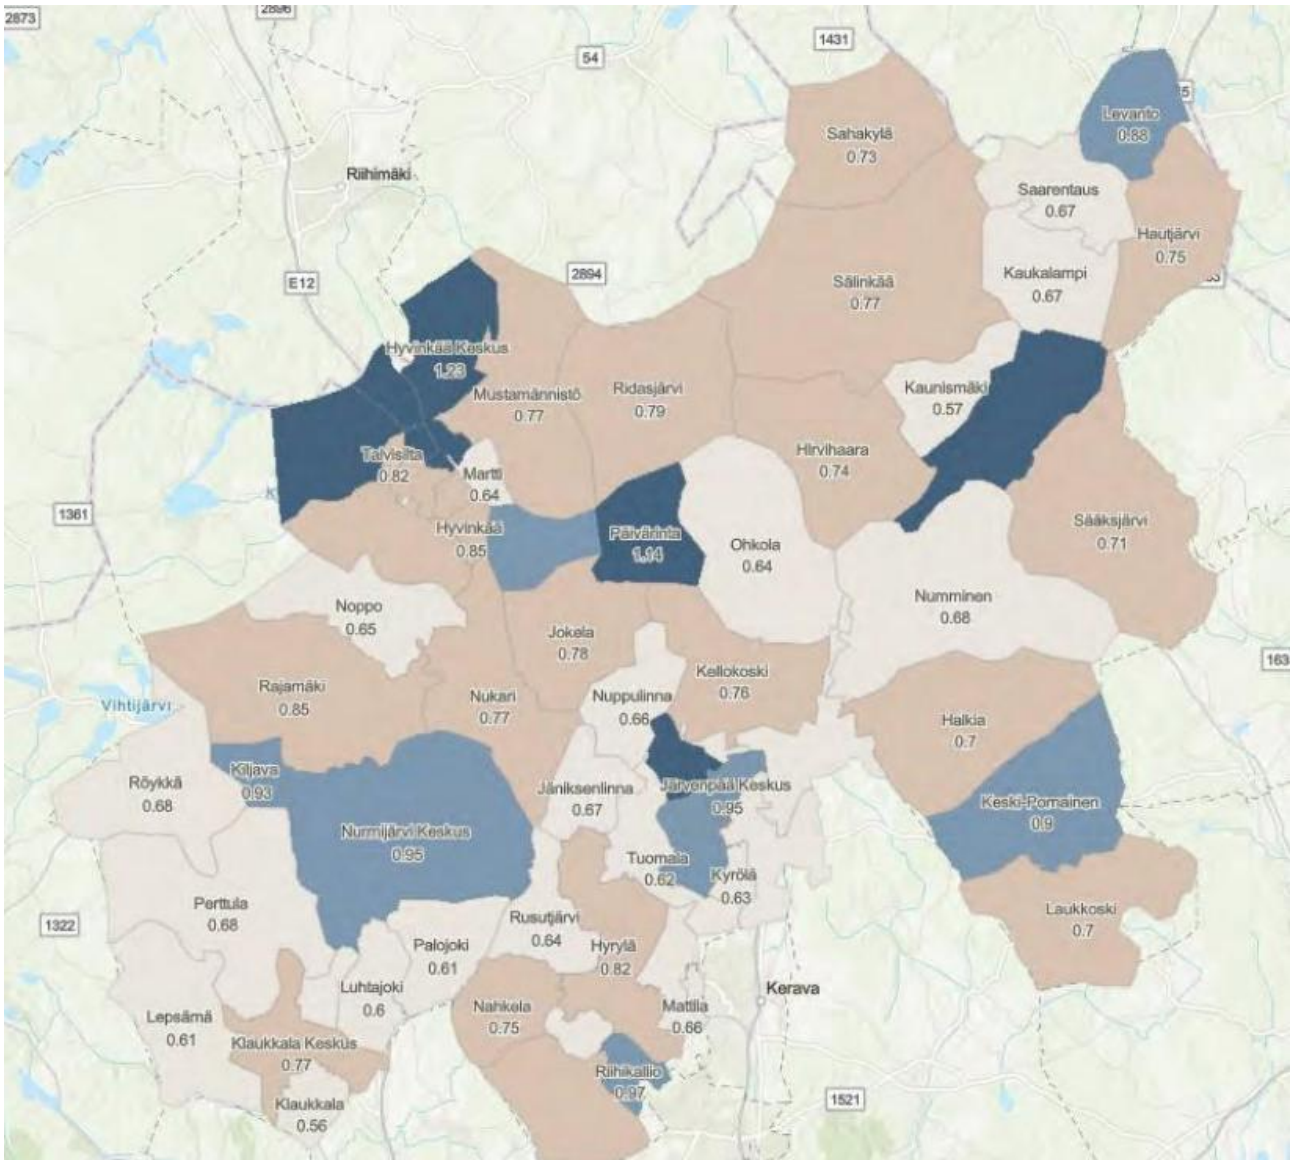 2873
2896
54
1431
Levanto
0.88
Sahakylä
0.73
Riihimäki
Saarentaus
0.67
Hautjärvi
0.75
E12
2894
Sälinkää
0.77
Kaukalampi
0.67
Hyvinkää Keskus
1.23
Mustamännistö
0.77
Ridasjärvi
0.79
Kaunismäki
0.57
Talvisilta
0.82
Martti
0.64
Hirvihaara
0.74
1361
Hyvinkää
0.85
Päivärinta
1.14
Ohkola
0.64
Sääksjärvi
0.71
Noppo
0.65
Numminen
0.68
Jokela
0.78
163
Rajamäki
0.85
Nukari
0.77
Nuppulinna
0.66
Kellokoski
0.76
Vihtijärvi
Halkia
0.7
Röykkä
0.68
Kiljava
0.93
Jäniksenlinna
0.67
Järvenpää Keskus
0.95
Keski-Pornainen
0.9
Nurmijärvi Keskus
0.95
Tuomala
0.62
Kyrölä
0.63
Perttula
0.68
1322
Rusutjärvi
0.64
Laukkoski
0.7
Palojoki
0.61
Hyrylä
0.82
Luhtajoki
0.6
Kerava
Lepsämä
0.61
Nahkela
0.75
Mattila
0.66
Klaukkala Keskus
0.77
Riihikallio
0.97
Klaukkala
0.56
1521